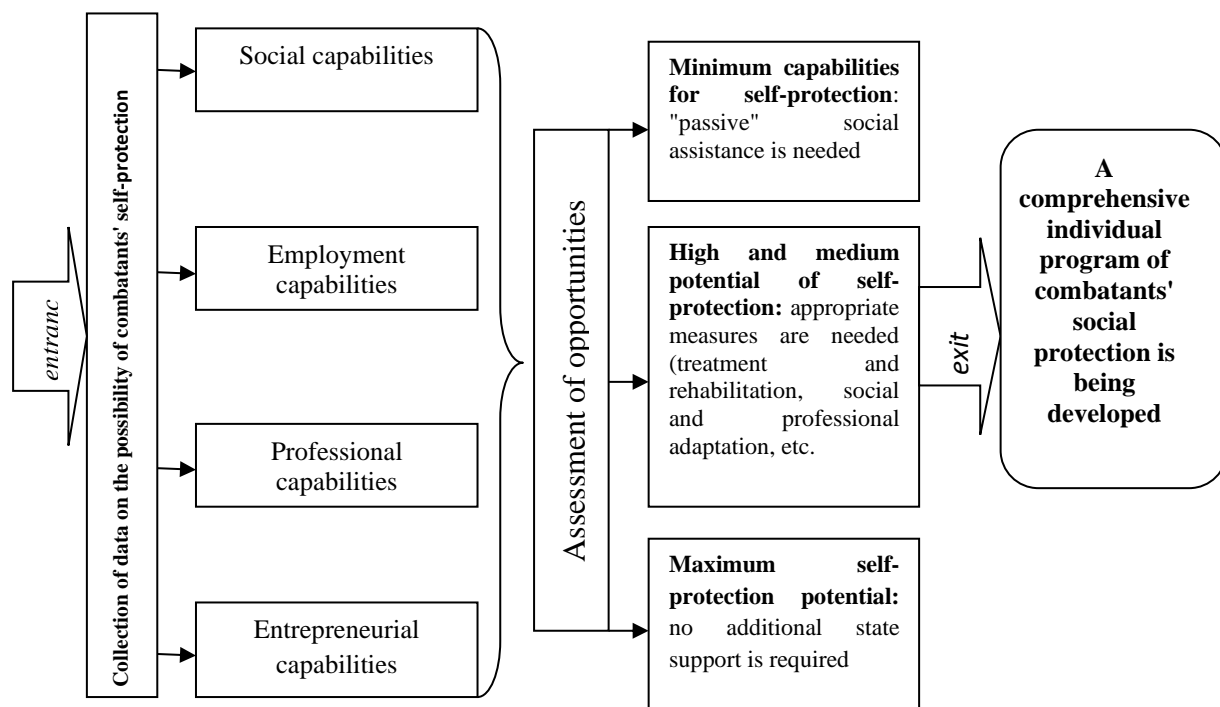 entranc
Collection of data on the possibility of combatants' self-protection
Social capabilities
Employment
capabilities
Professional
capabilities
Entrepreneurial
capabilities
Assessment of opportunities
Minimum capabilities
for self-protection:
"passive" social
assistance is needed
High and medium
potential of self-
protection: appropriate
measures are needed
(treatment and
rehabilitation, social
and professional
adaptation, etc.
Maximum self-
protection potential:
no additional state
support is required
exit
A
comprehensive
individual
program of
combatants'
social
protection is
being
developed